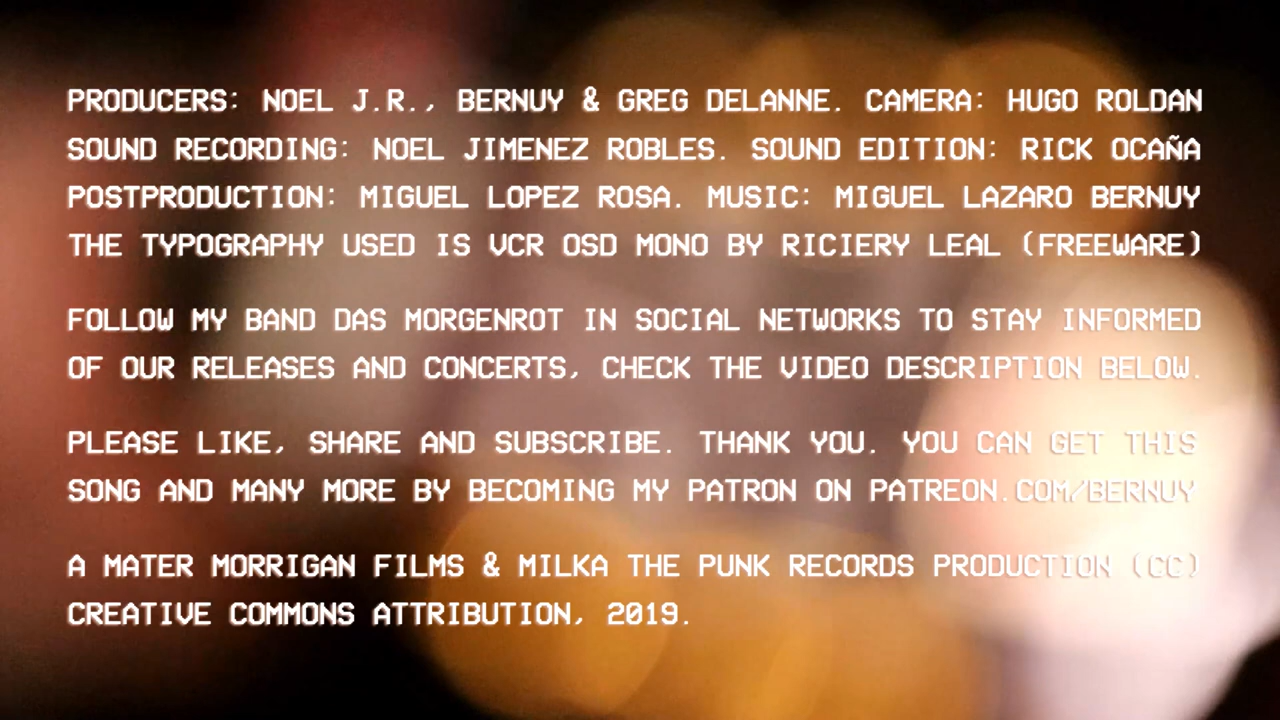 PRODUCERS: NOEL J.R., BERNUY & GREG DELANNE. CAMERA: HUGO ROLDAN
SOUND RECORDING: NOEL JIMENEZ ROBLES. SOUND EDITION: RICK OCAÑA
POSTPRODUCTION: MIGUEL LOPEZ ROSA. MUSIC: MIGUEL LAZARO BERNUY
THE TYPOGRAPHY USED IS VCR OSD MONO BY RICIERY LEAL (FREEWARE)
FOLLOW MY BAND DAS MORGENROT IN SOCIAL NETWORKS TO STAY INFORMED
OF OUR RELEASES AND CONCERTS, CHECK THE VIDEO DESCRIPTION BELOW.
PLEASE LIKE, SHARE AND SUBSCRIBE. THANK YOU. YOU CAN GET THIS
SONG AND MANY MORE BY BECOMING MY PATRON ON PATREON.COM/BERNUY
A MATER MORRIGAN FILMS & MILKA THE PUNK RECORDS PRODUCTION (CC)
CREATIVE COMMONS ATTRIBUTION, 2019.